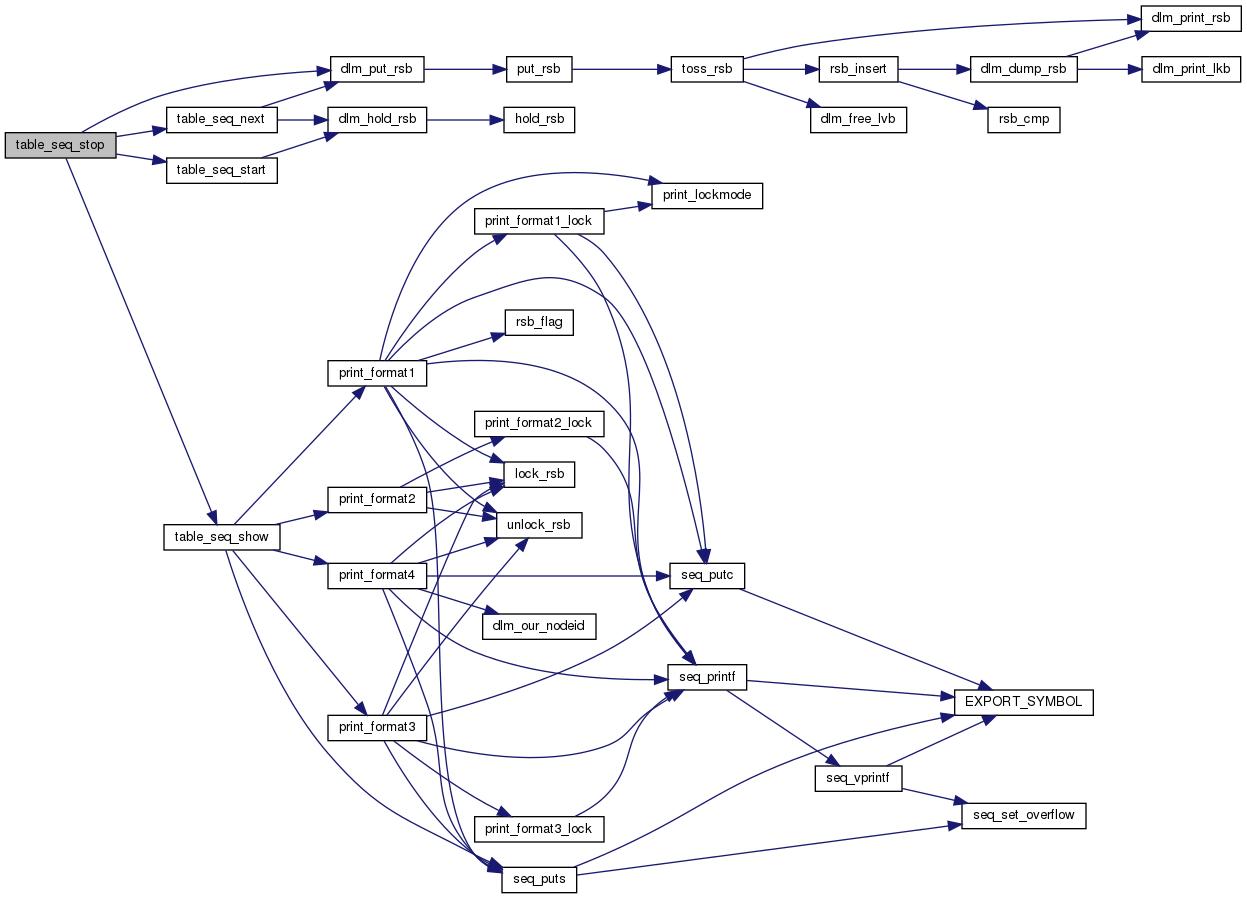 dlm_print_rsb
dlm_put_rsb
put_rsb
toss_rsb
rsb_insert
dlm_dump_rsb
dlm_print_lkb
table_seq_next
dlm_hold_rsb
hold_rsb
dlm_free_lvb
rsb_cmp
table_seq_stop
table_seq_start
print_lockmode
print_format1_lock
rsb_flag
print_format1
print_format2_lock
lock_rsb
print_format2
unlock_rsb
table_seq_show
print_format4
seq_putc
dlm_our_nodeid
seq_printf
EXPORT_SYMBOL
print_format3
seq_vprintf
seq_set_overflow
print_format3_lock
seq_puts